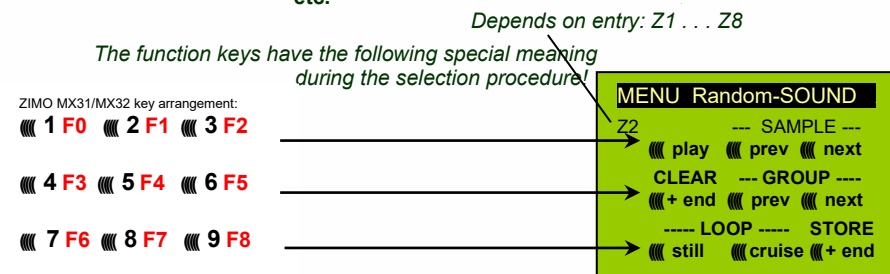 etc.
Depends on entry: Z1 . . . Z8
The function keys have the following special meaning
during the selection procedure!
ZIMO MX31/MX32 key arrangement:
((((( 1 F0 ((((( 2 F1 ((((( 3 F2
((((( 4 F3 ((((( 5 F4 ((((( 6 F5
((((( 7 F6 ((((( 8 F7 ((((( 9 F8
MENU Random-SOUND
Z2 --- SAMPLE ---
((((( play ((((( prev ((((( next
CLEAR --- GROUP ----
(((((+ end ((((( prev ((((( next
----- LOOP ----- STORE
((((( still (((((cruise (((((+ end